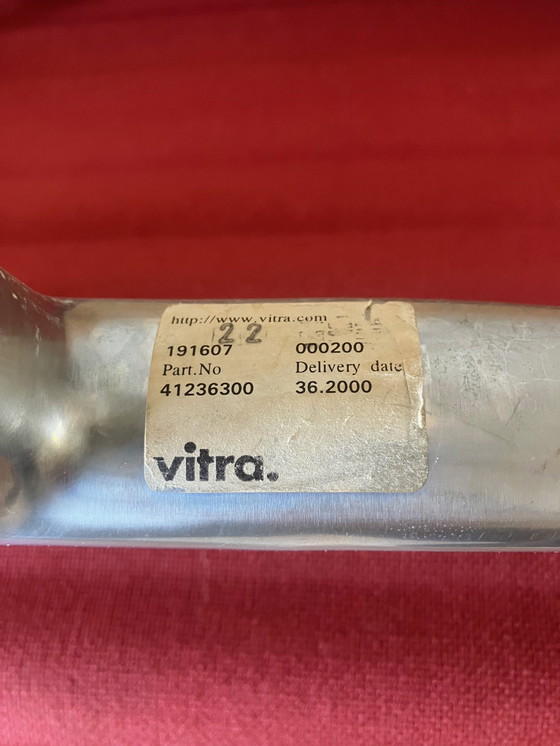 http://www.vitra.com
22
191607 000200
Part.No Delivery date
41236300 36.2000
vitra.